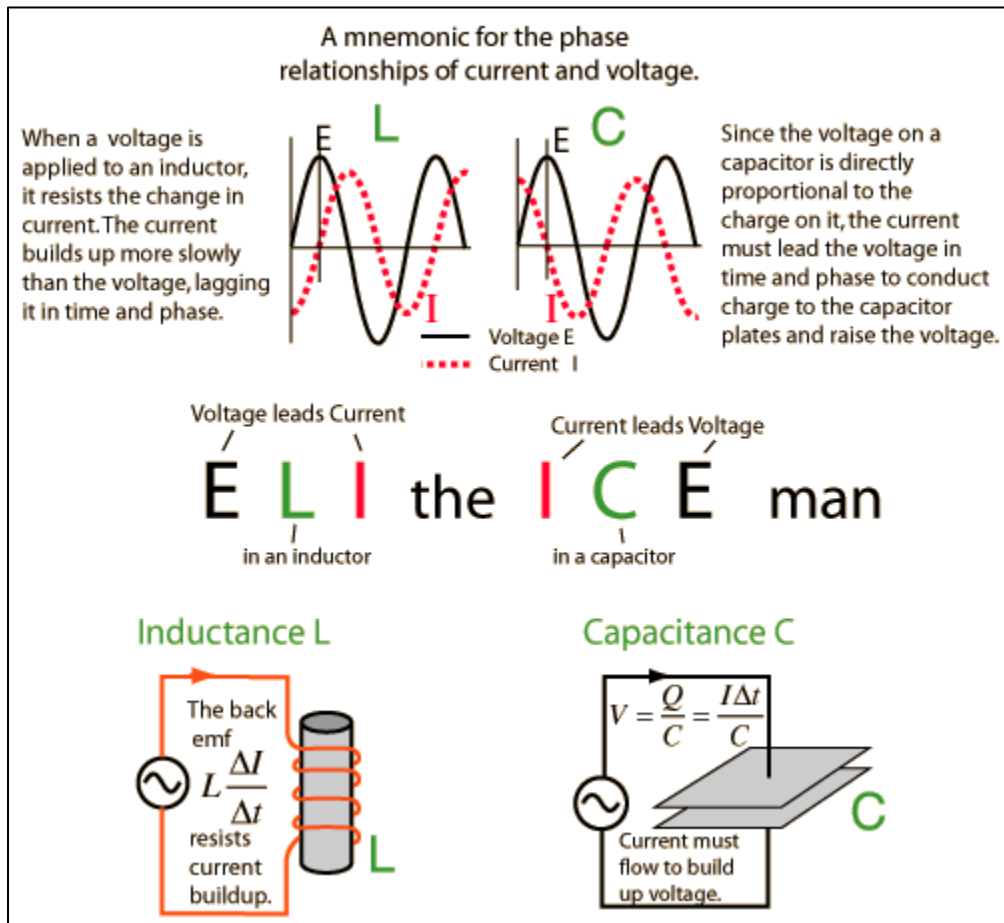 A mnemonic for the phase
relationships of current and voltage.
When a voltage is
applied to an inductor,
it resists the change in
current. The current
builds up more slowly
than the voltage, lagging
it in time and phase.
E
L
I
E
C
I
Since the voltage on a
capacitor is directly
proportional to the
charge on it, the current
must lead the voltage in
time and phase to conduct
charge to the capacitor
plates and raise the voltage.
Voltage E
Current I
Voltage leads Current
Current leads Voltage
E L I the I C E man
in an inductor
in a capacitor
Inductance L
The back
emf
L ΔI/Δt
resists
current
buildup.
L
Capacitance C
V = Q/C = IΔt/C
C
Current must
flow to build
up voltage.